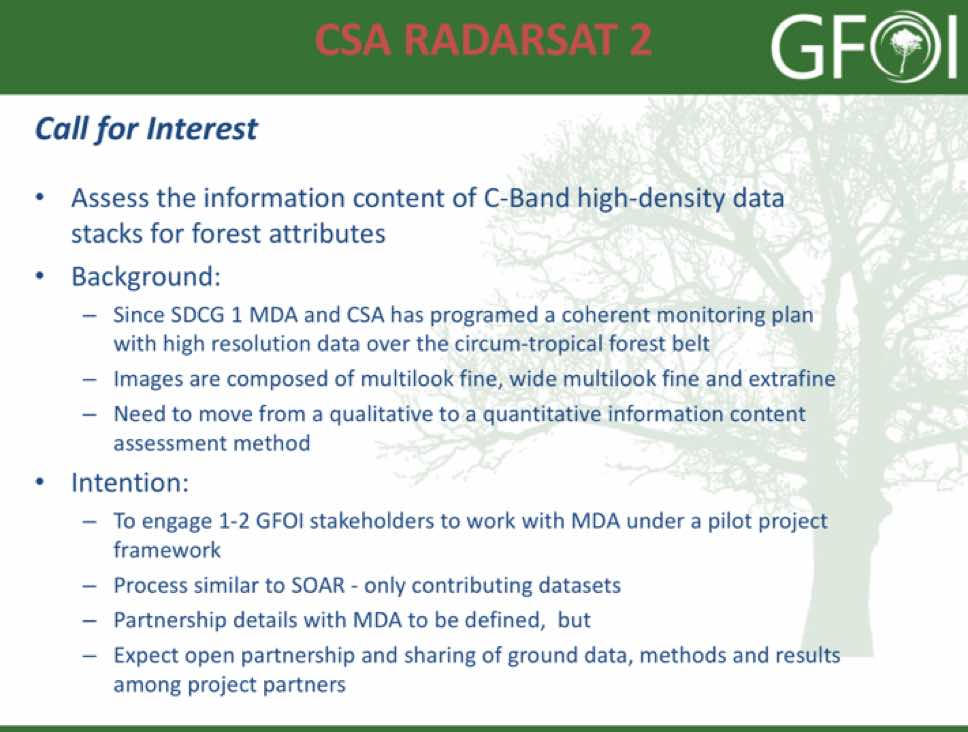 CSA RADARSAT 2
GFOI
Call for Interest
• Assess the information content of C-Band high-density data
stacks for forest attributes
• Background:
– Since SDCG 1 MDA and CSA has programed a coherent monitoring plan
with high resolution data over the circum-tropical forest belt
– Images are composed of multilook fine, wide multilook fine and extrafine
– Need to move from a qualitative to a quantitative information content
assessment method
• Intention:
– To engage 1-2 GFOI stakeholders to work with MDA under a pilot project
framework
– Process similar to SOAR - only contributing datasets
– Partnership details with MDA to be defined, but
– Expect open partnership and sharing of ground data, methods and results
among project partners